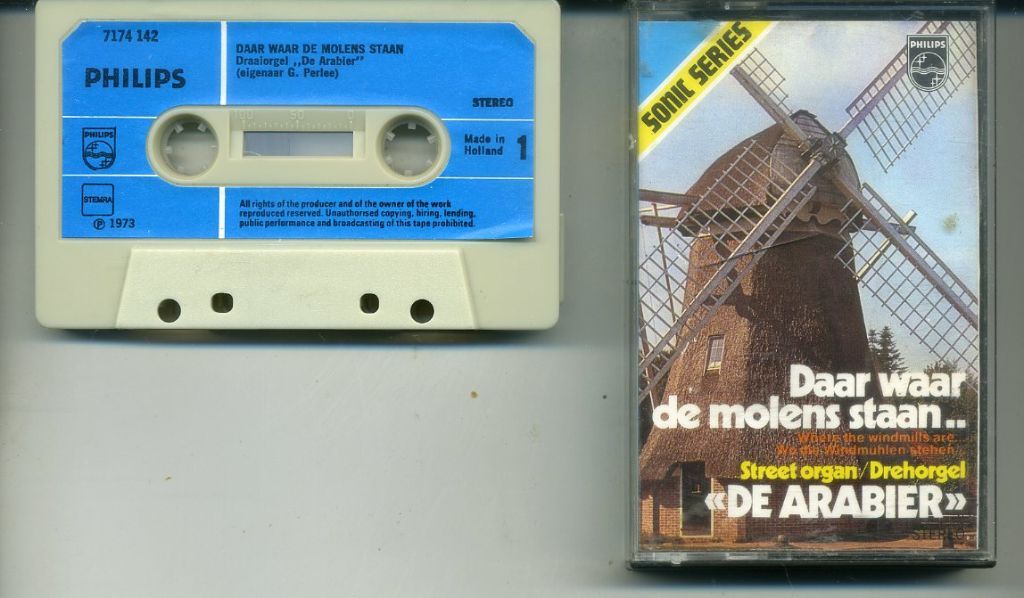 7174 142
PHILIPS
DAAR WAAR DE MOLENS STAAN
Draaiorgel ,,De Arabier"
(eigenaar G. Perlee)
STEREO
100 50 0
PHILIPS
Made in
Holland
1
STEMRA
℗ 1973
All rights of the producer and of the owner of the work
reproduced reserved. Unauthorised copying, hiring, lending,
public performance and broadcasting of this tape prohibited.
SONIC SERIES
PHILIPS
Daar waar
de molens staan..
Where the windmills are...
Wo die Windmuhlen stehen
Street organ/Drehorgel
«DE ARABIER»
STEREO